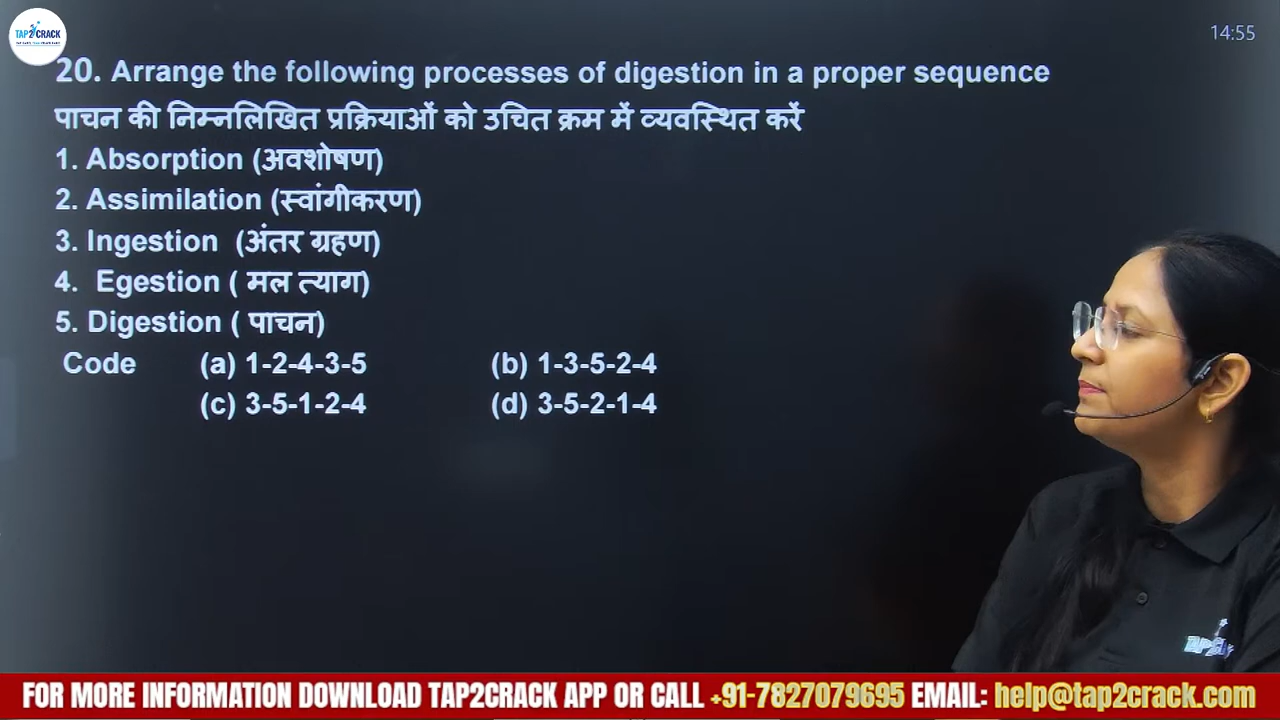 TAP2CRACK
14:55
20. Arrange the following processes of digestion in a proper sequence
पाचन की निम्नलिखित प्रक्रियाओं को उचित क्रम में व्यवस्थित करें
1. Absorption (अवशोषण)
2. Assimilation (स्वांगीकरण)
3. Ingestion (अंतर ग्रहण)
4. Egestion ( मल त्याग)
5. Digestion ( पाचन)
Code (a) 1-2-4-3-5 (b) 1-3-5-2-4
(c) 3-5-1-2-4 (d) 3-5-2-1-4
FOR MORE INFORMATION DOWNLOAD TAP2CRACK APP OR CALL +91-7827079695 EMAIL: help@tap2crack.com